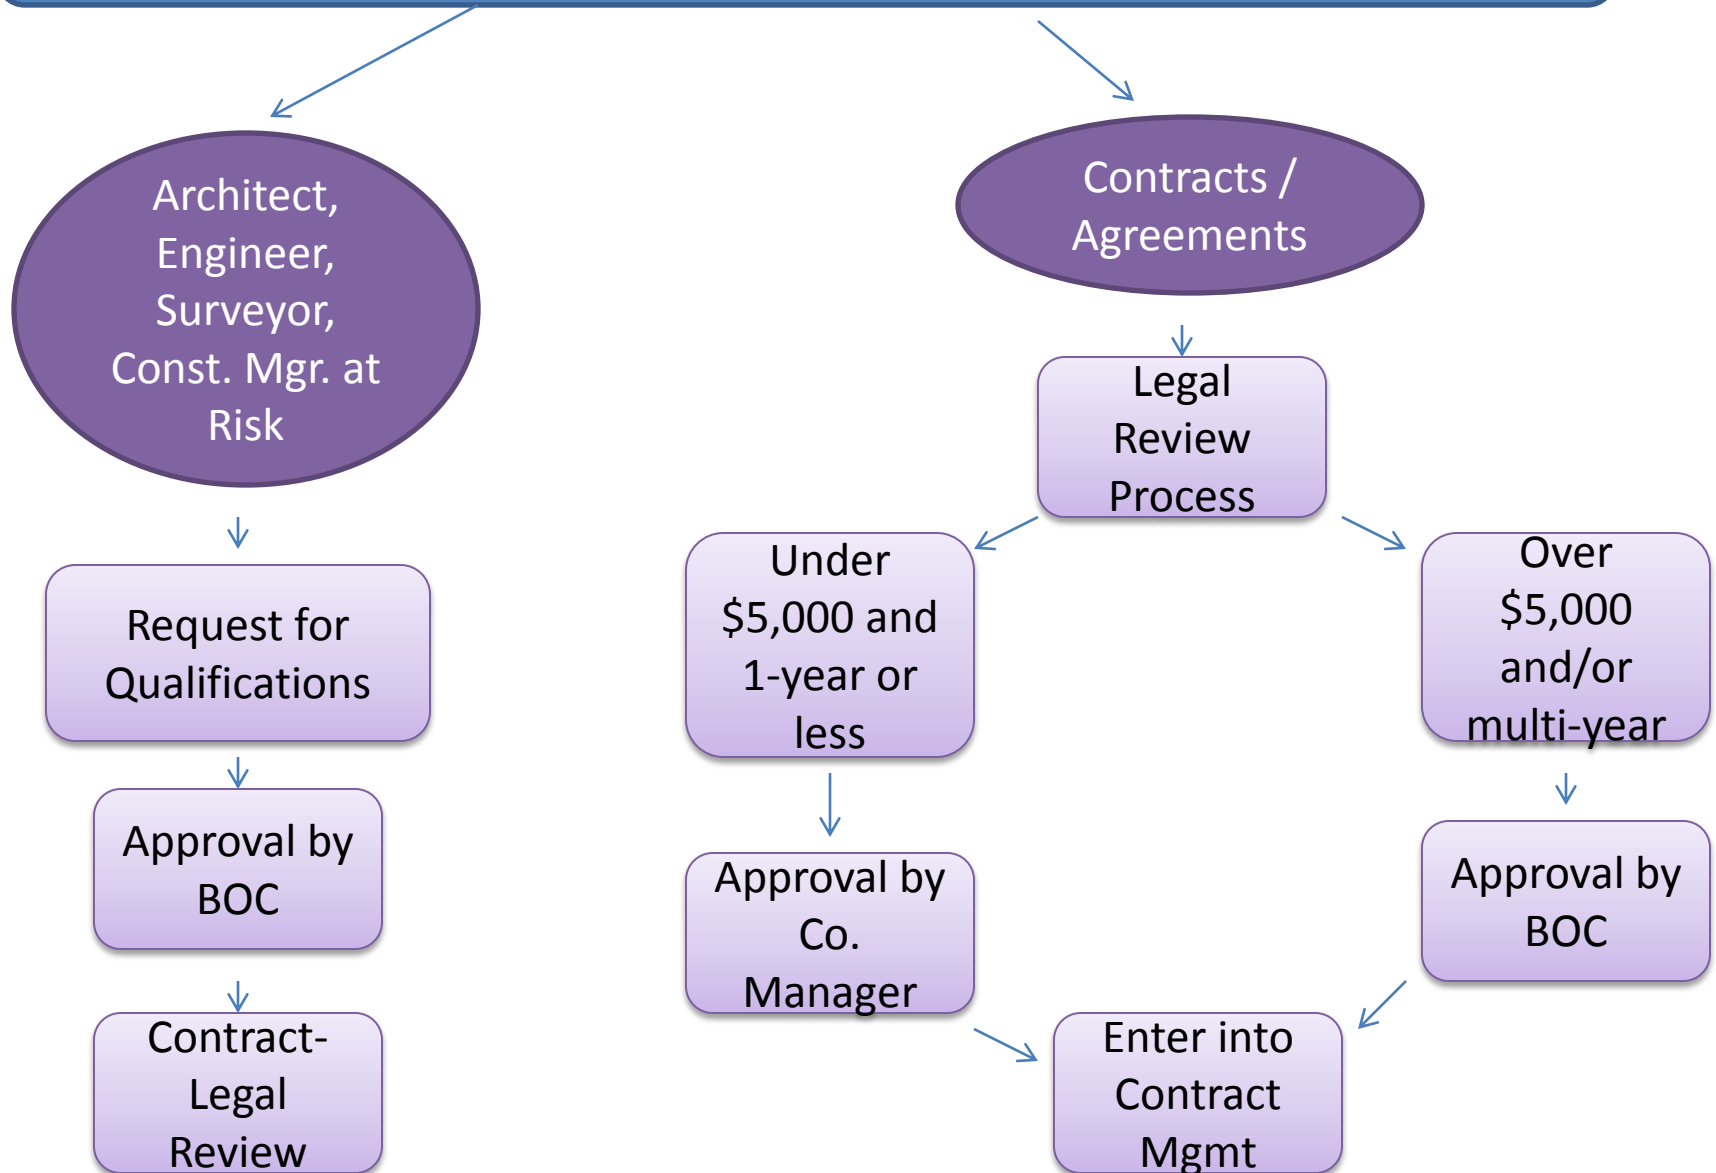 Architect,
Engineer,
Surveyor,
Const. Mgr. at
Risk
Request for
Qualifications
Approval by
BOC
Contract-
Legal
Review
Contracts /
Agreements
Legal
Review
Process
Under
$5,000 and
1-year or
less
Approval by
Co.
Manager
Over
$5,000
and/or
multi-year
Approval by
BOC
Enter into
Contract
Mgmt